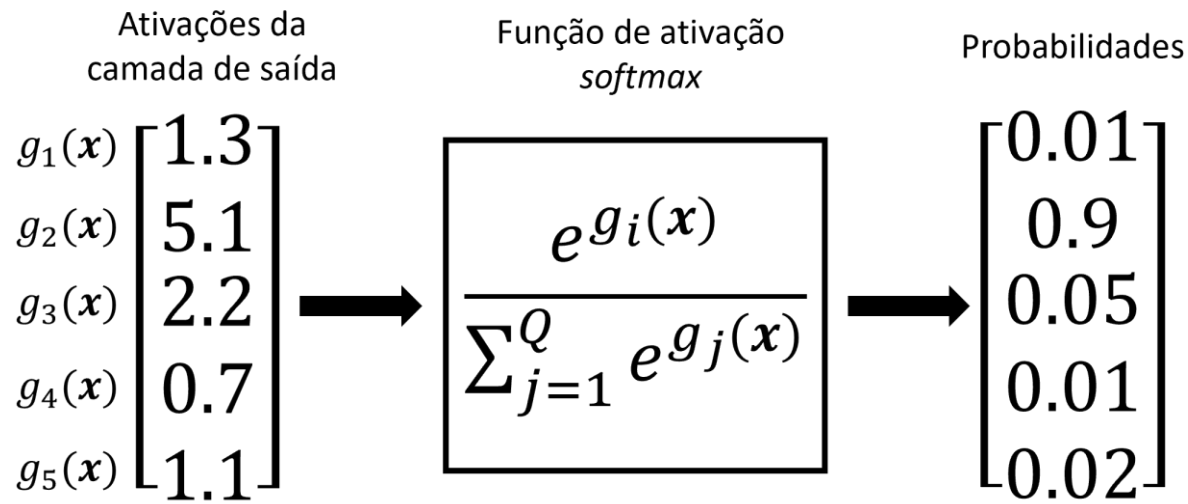 Ativações da
camada de saída
g₁(x) 1.3
g₂(x) 5.1
g₃(x) 2.2
g₄(x) 0.7
g₅(x) 1.1
Função de ativação
softmax
e^{gᵢ(x)}
∑_{j=1}^{Q} e^{gⱼ(x)}
Probabilidades
0.01
0.9
0.05
0.01
0.02